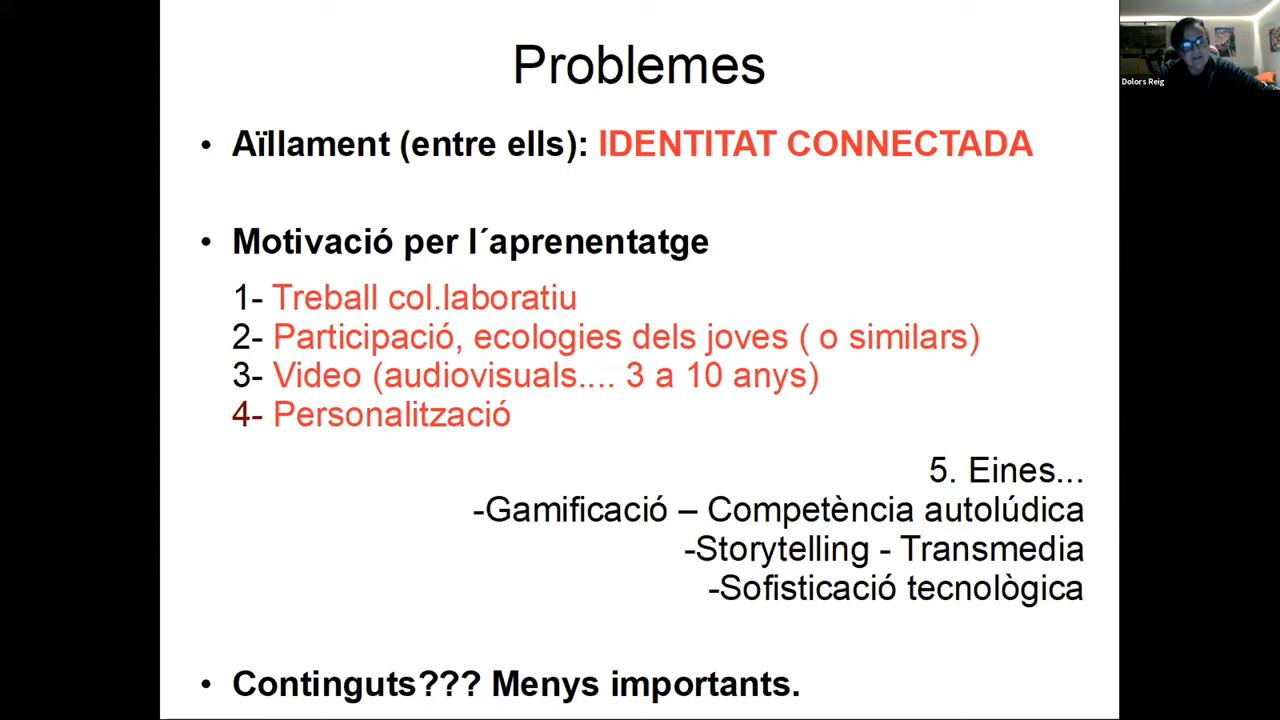 Problemes
Dolors Reig
• Aïllament (entre ells): IDENTITAT CONNECTADA
• Motivació per l´aprenentatge
1- Treball col.laboratiu
2- Participació, ecologies dels joves ( o similars)
3- Video (audiovisuals.... 3 a 10 anys)
4- Personalització
5. Eines...
-Gamificació – Competència autolúdica
-Storytelling - Transmedia
-Sofisticació tecnològica
• Continguts??? Menys importants.